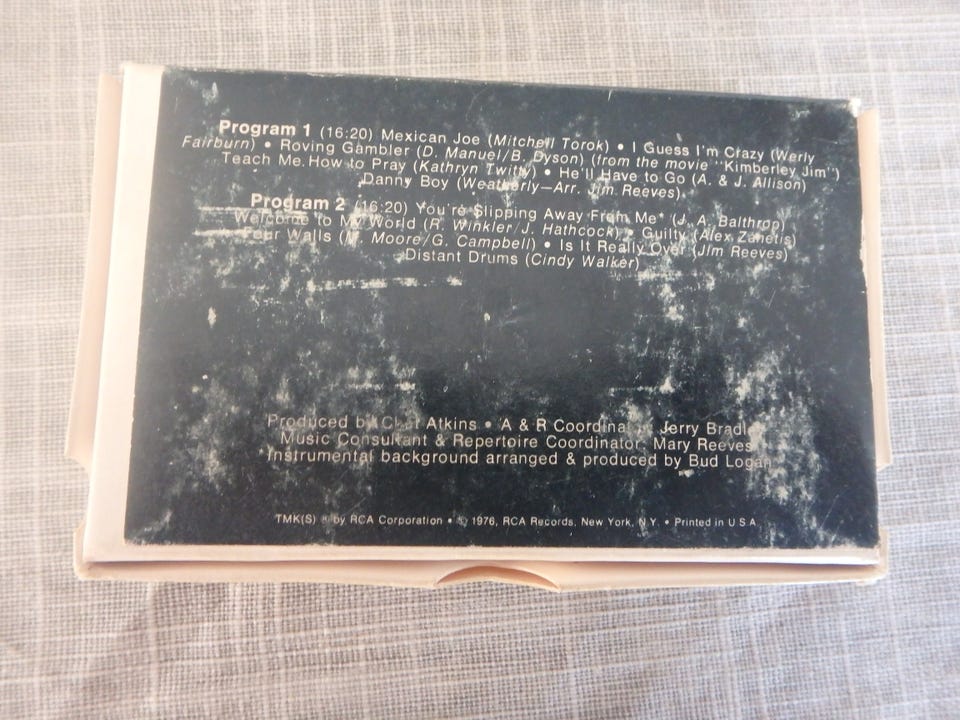 Program 1 (16:20) Mexican Joe (Mitchell Torok) • I Guess I'm Crazy (Werly
Fairburn) • Roving Gambler (D. Manuel/B. Dyson) (from the movie "Kimberley Jim")
Teach Me How to Pray (Kathryn Twitty) • He'll Have to Go (A. & J. Allison)
Danny Boy (Weatherly—Arr. Jim Reeves)
Program 2 (16:20) You're Slipping Away From Me* (J. A. Balthrop)
Welcome to My World (R. Winkler/J. Hathcock) • Guilty (Alex Zanetis)
Four Walls (M. Moore/G. Campbell) • Is It Really Over (Jim Reeves)
Distant Drums (Cindy Walker)
Produced by Chet Atkins • A & R Coordinator: Jerry Bradley
Music Consultant & Repertoire Coordinator: Mary Reeves
Instrumental background arranged & produced by Bud Logan
TMK(S) ® by RCA Corporation • © 1976, RCA Records, New York, N.Y. • Printed in U.S.A.